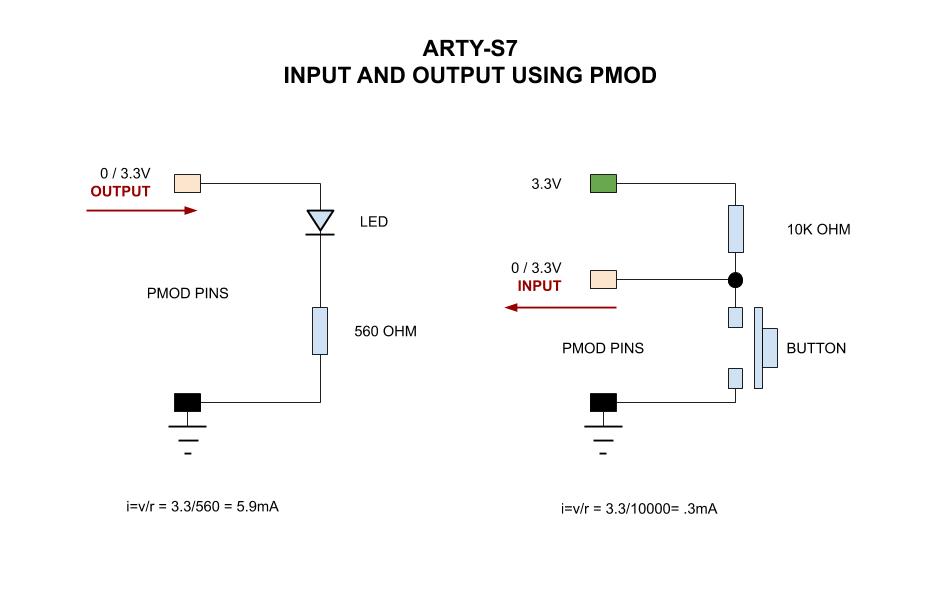 ARTY-S7
INPUT AND OUTPUT USING PMOD
0 / 3.3V
OUTPUT
LED
PMOD PINS
560 OHM
i=v/r = 3.3/560 = 5.9mA
3.3V
10K OHM
0 / 3.3V
INPUT
PMOD PINS
BUTTON
i=v/r = 3.3/10000= .3mA